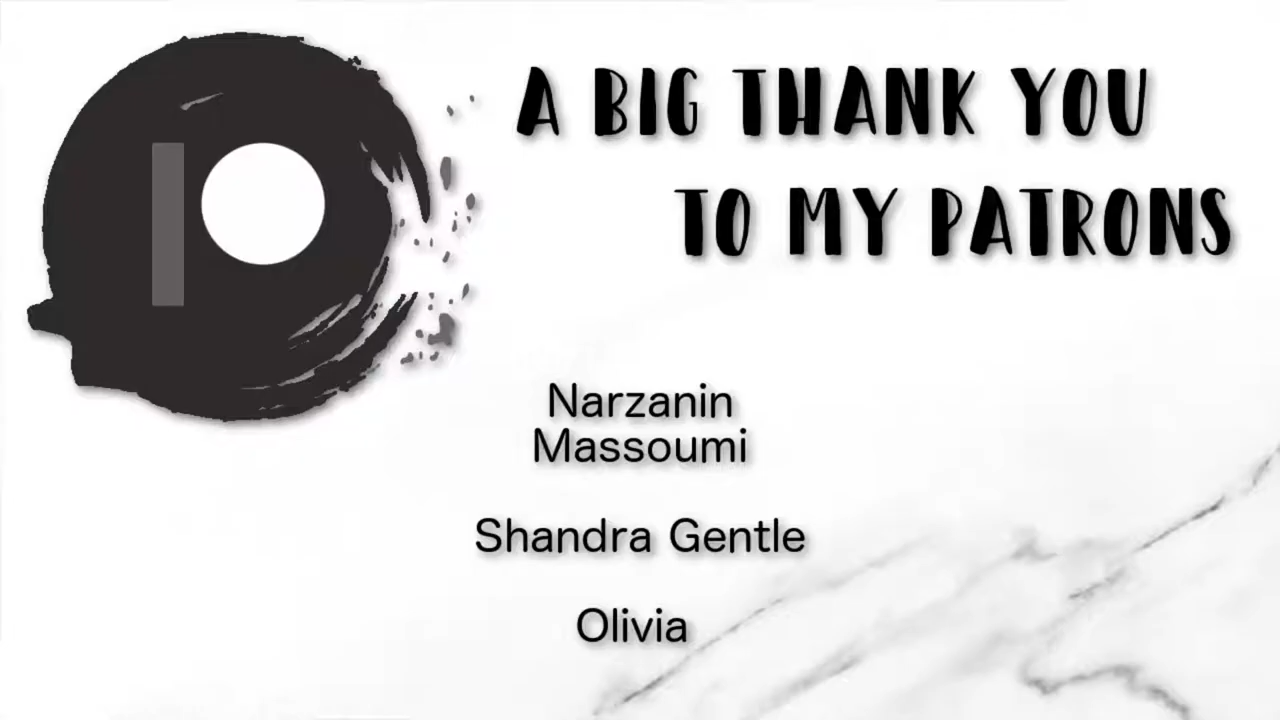 A BIG THANK YOU
TO MY PATRONS
Narzanin
Massoumi
Shandra Gentle
Olivia